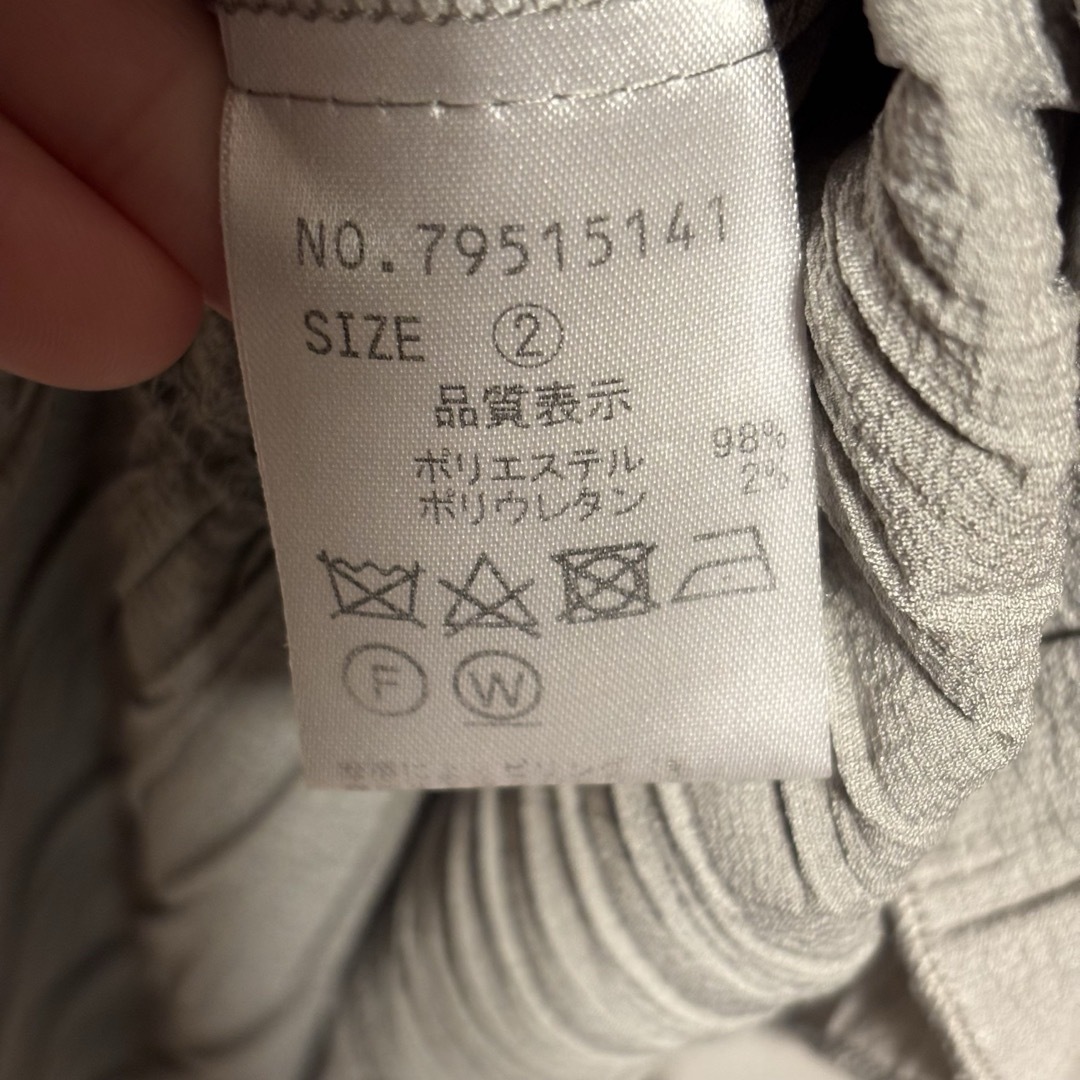 NO.79515141
SIZE ②
品質表示
ポリエステル 98%
ポリウレタン 2%
Ⓕ Ⓦ